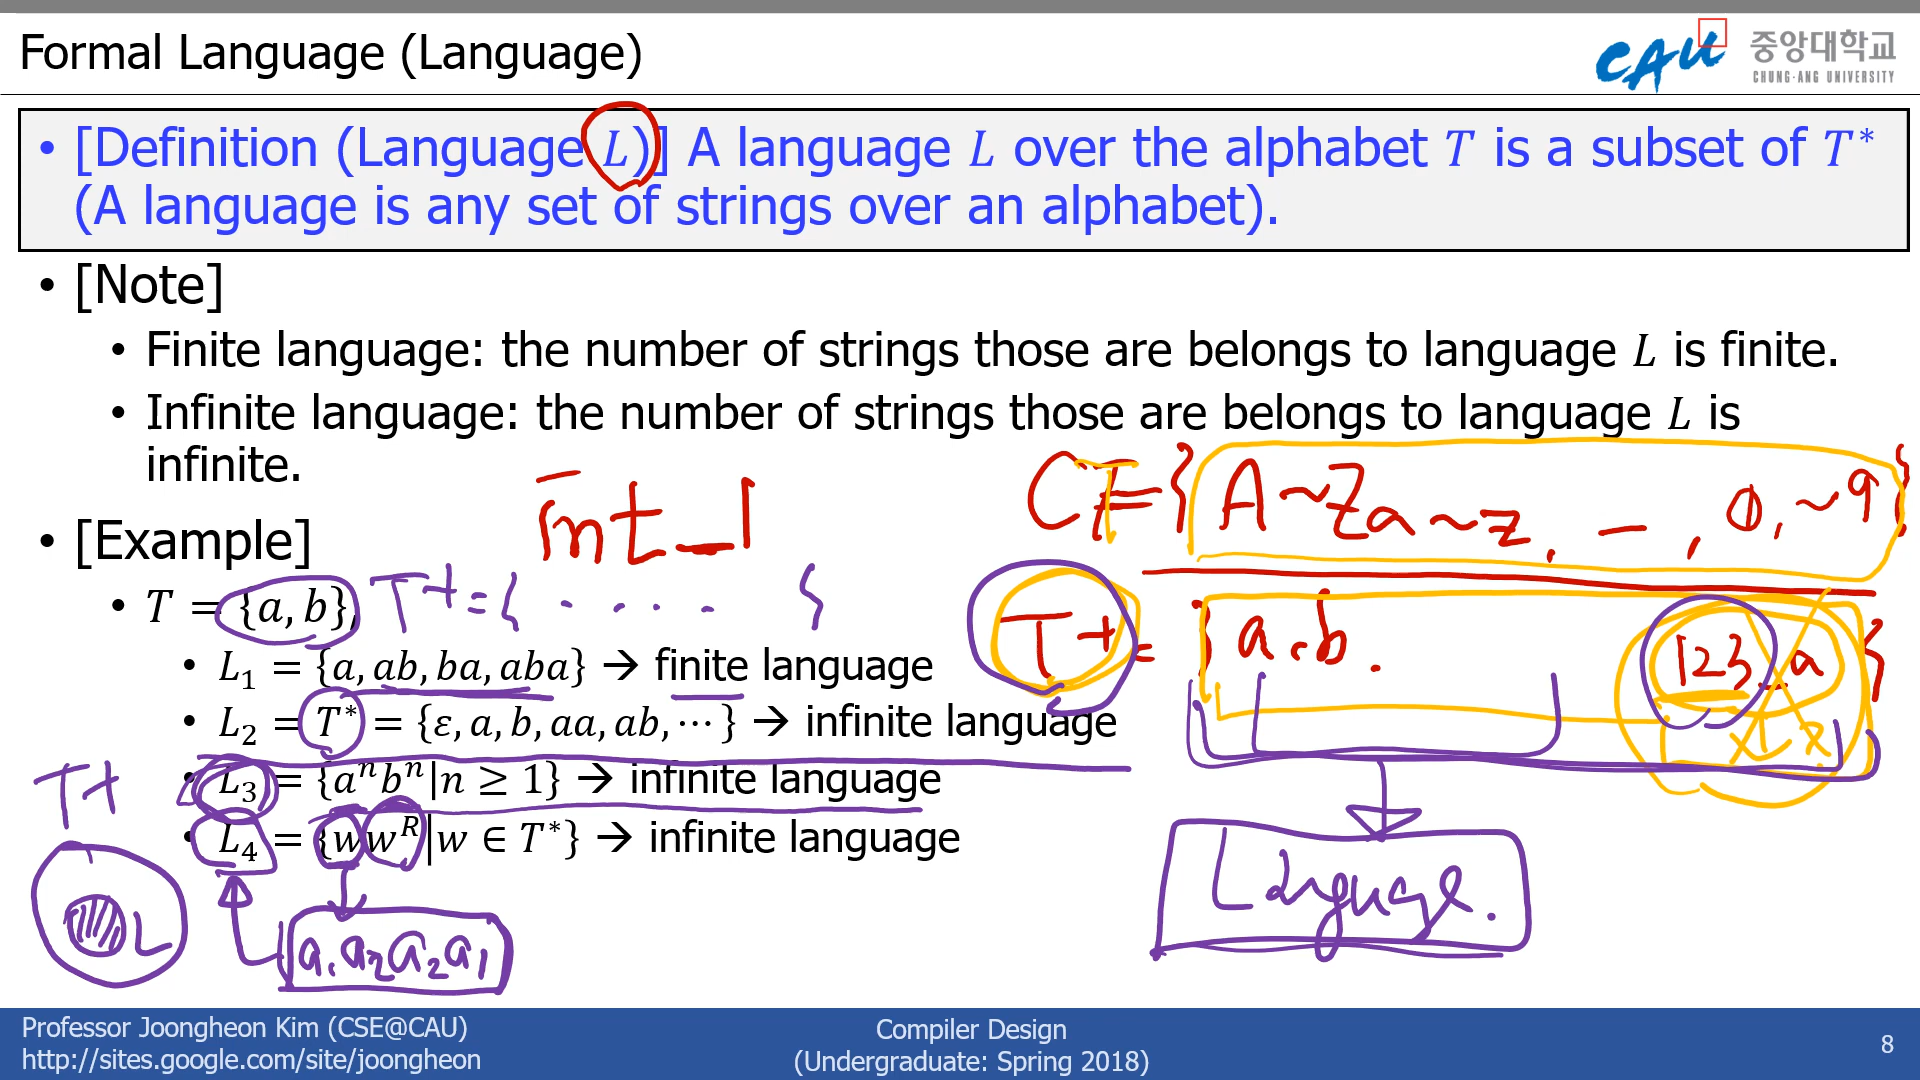 Formal Language (Language)
CAU 중앙대학교
CHUNG-ANG UNIVERSITY
• [Definition (Language L)] A language L over the alphabet T is a subset of T*
(A language is any set of strings over an alphabet).
• [Note]
• Finite language: the number of strings those are belongs to language L is finite.
• Infinite language: the number of strings those are belongs to language L is
infinite.
int_1
C T = { A~Z a~z, _ , 0, ~9 }
• [Example]
• T = {a, b},
T+ = { . . . . }
T+ = { a, b, 123_a }
• L₁ = {a, ab, ba, aba} → finite language
• L₂ = T* = {ε, a, b, aa, ab, ⋯ } → infinite language
• L₃ = {aⁿbⁿ|n ≥ 1} → infinite language
• L₄ = {wwᴿ|w ∈ T*} → infinite language
T+
L
a₁a₂a₂a₁
Language.
Professor Joongheon Kim (CSE@CAU)
http://sites.google.com/site/joongheon
Compiler Design
(Undergraduate: Spring 2018)
8